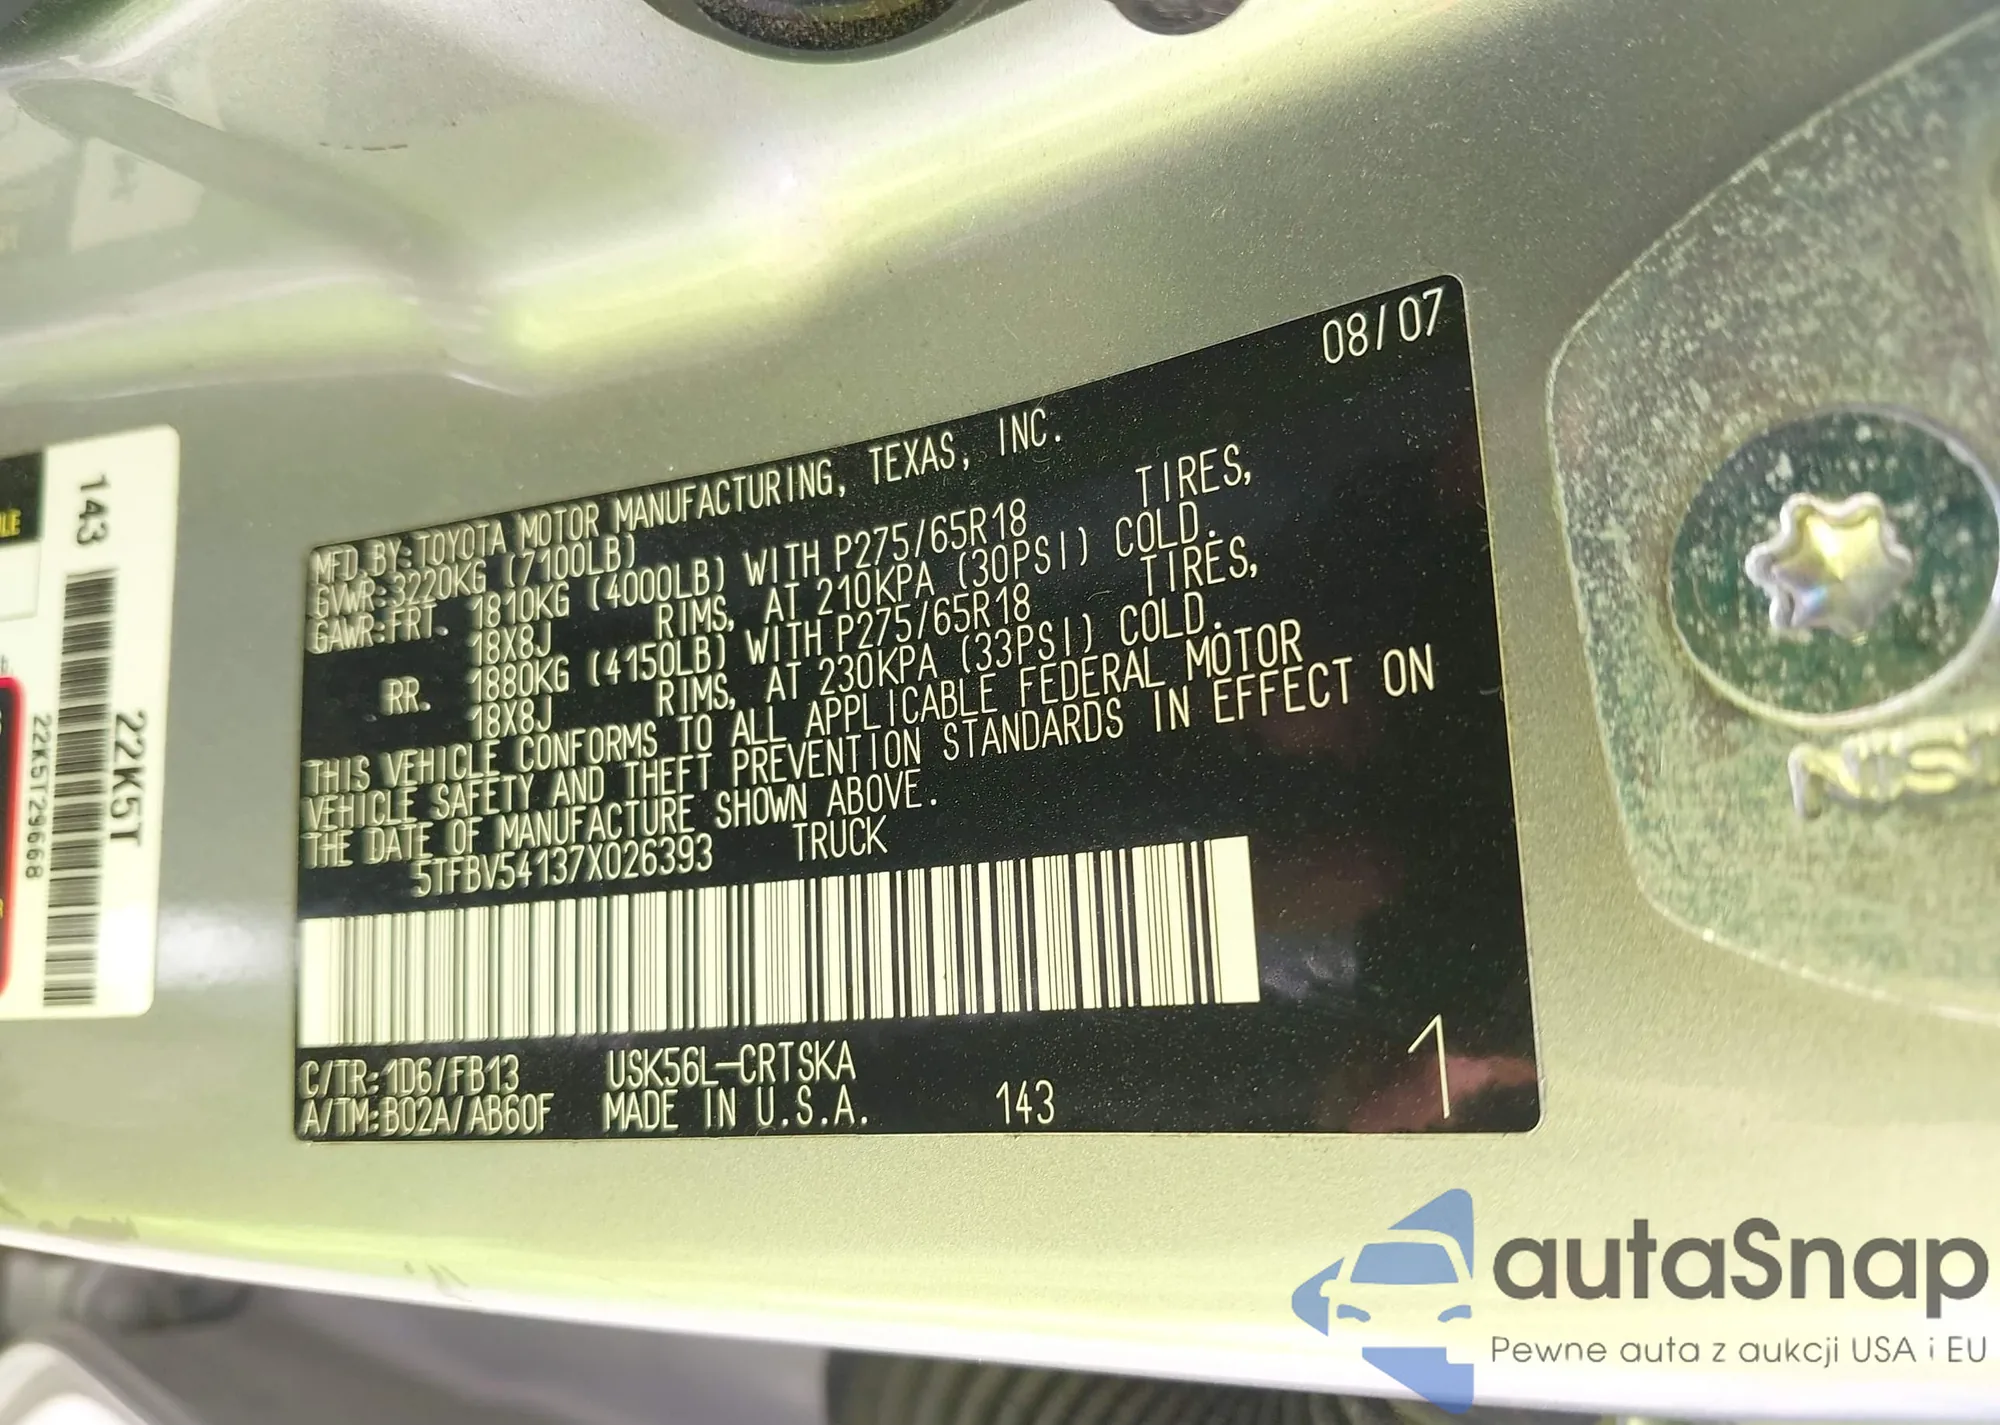 08/07
MFD.BY:TOYOTA MOTOR MANUFACTURING, TEXAS, INC.
GVWR:3220KG (7100LB)
GAWR:FRT. 1810KG (4000LB) WITH P275/65R18 TIRES,
18X8J RIMS, AT 210KPA (30PSI) COLD.
RR. 1880KG (4150LB) WITH P275/65R18 TIRES,
18X8J RIMS, AT 230KPA (33PSI) COLD.
THIS VEHICLE CONFORMS TO ALL APPLICABLE FEDERAL MOTOR
VEHICLE SAFETY AND THEFT PREVENTION STANDARDS IN EFFECT ON
THE DATE OF MANUFACTURE SHOWN ABOVE.
5TFBV54137X026393 TRUCK
C/TR:1D6/FB13 USK56L-CRTSKA
A/TM:B02A/AB60F MADE IN U.S.A. 143
1
143
22K5T
22K5T29668
autaSnap
Pewne auta z aukcji USA i EU